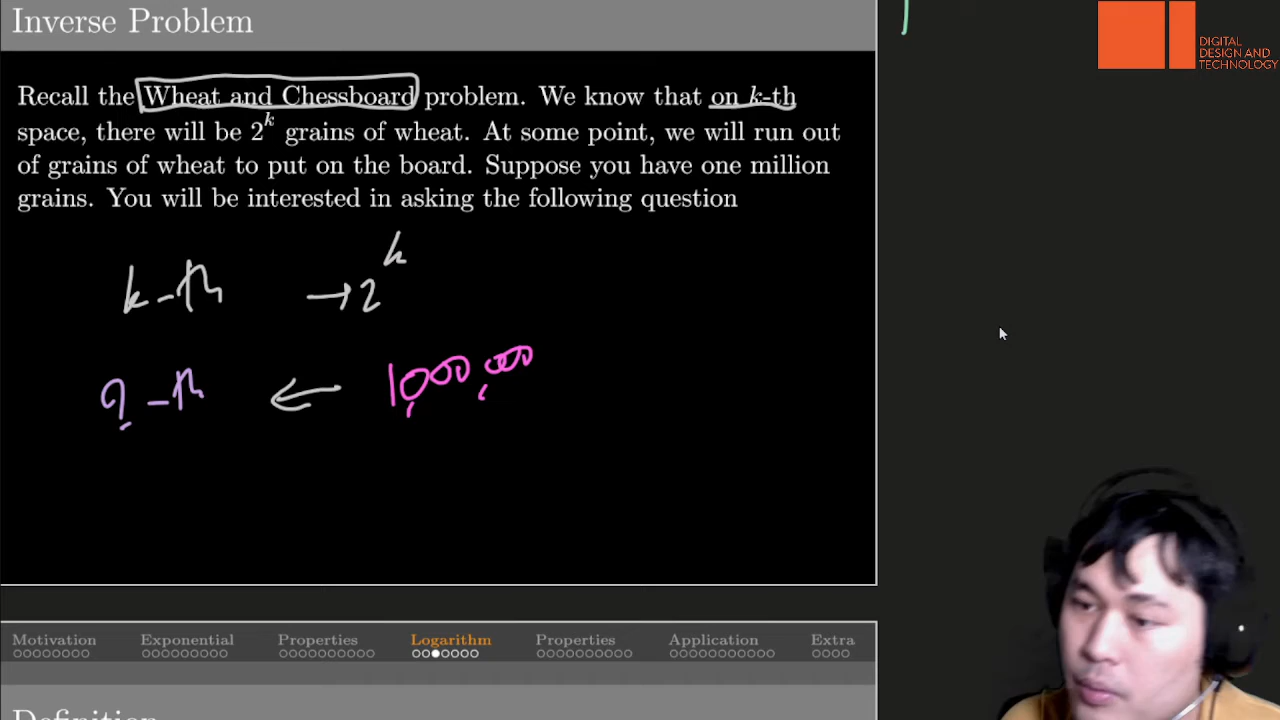 Inverse Problem
DIGITAL
DESIGN AND
TECHNOLOGY
Recall the Wheat and Chessboard problem. We know that on k-th
space, there will be 2^k grains of wheat. At some point, we will run out
of grains of wheat to put on the board. Suppose you have one million
grains. You will be interested in asking the following question
k-th → 2^k
?-th ← 1,000,000
Motivation Exponential Properties Logarithm Properties Application Extra
Definition